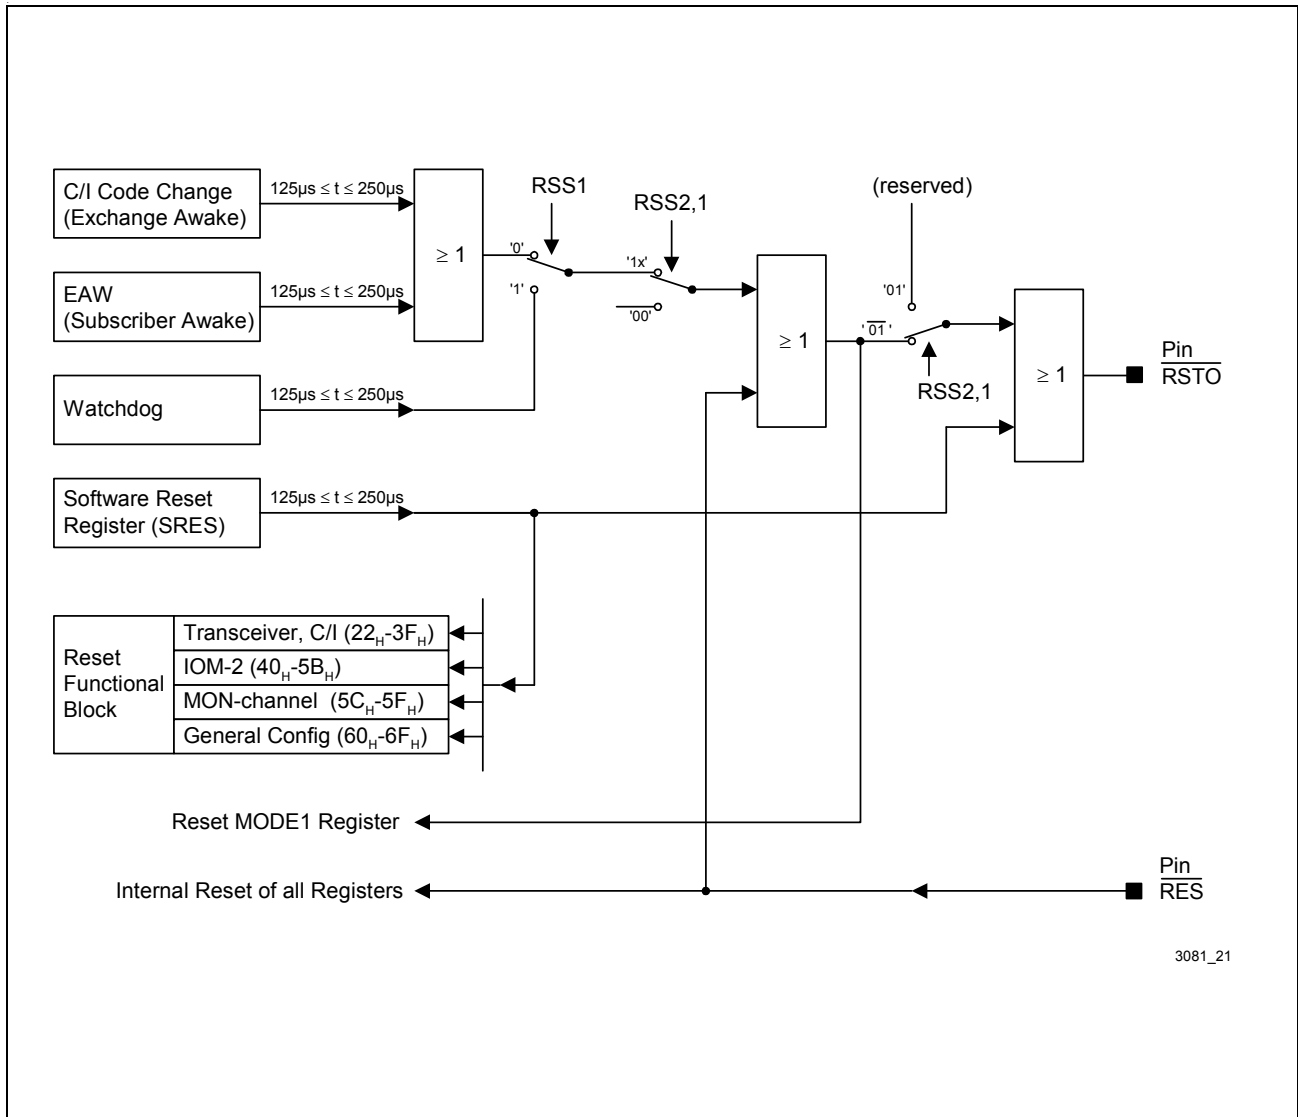 C/I Code Change
(Exchange Awake)
125µs ≤ t ≤ 250µs
EAW
(Subscriber Awake)
125µs ≤ t ≤ 250µs
≥ 1
RSS1
'0'
'1'
RSS2,1
'1x'
'00'
Watchdog
125µs ≤ t ≤ 250µs
≥ 1
(reserved)
'01'
'01'
RSS2,1
≥ 1
Pin
RSTO
Software Reset
Register (SRES)
125µs ≤ t ≤ 250µs
Reset
Functional
Block
Transceiver, C/I (22H-3FH)
IOM-2 (40H-5BH)
MON-channel (5CH-5FH)
General Config (60H-6FH)
Reset MODE1 Register
Internal Reset of all Registers
Pin
RES
3081_21